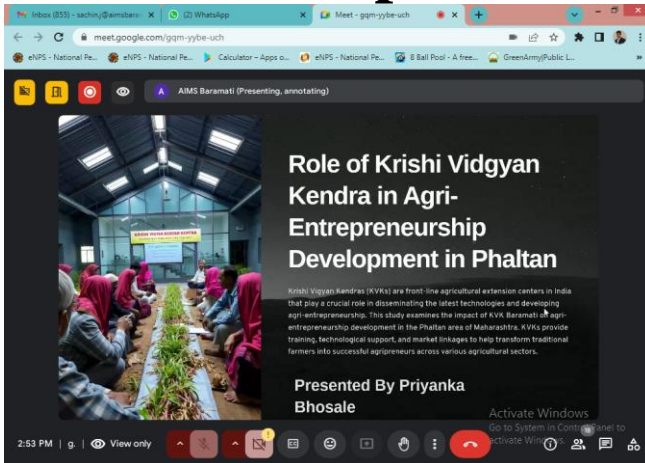 Inbox (855) - sachin.j@aimsbara
(2) WhatsApp
Meet - gqm-yybe-uch
meet.google.com/gqm-yybe-uch
eNPS - National Pe...
eNPS - National Pe...
Calculator – Apps o...
eNPS - National Pe...
8 Ball Pool - A free...
GreenArmy(Public L...
A
AIMS Baramati (Presenting, annotating)
Role of Krishi Vidgyan
Kendra in Agri-
Entrepreneurship
Development in Phaltan
Krishi Vigyan Kendras (KVKs) are front-line agricultural extension centers in India
that play a crucial role in disseminating the latest technologies and developing
agri-entrepreneurship. This study examines the impact of KVK Baramati on agri-
entrepreneurship development in the Phaltan area of Maharashtra. KVKs provide
training, technological support, and market linkages to help transform traditional
farmers into successful agripreneurs across various agricultural sectors.
Presented By Priyanka
Bhosale
Activate Windows
Go to System in Control Panel to
activate Windows.
2:53 PM | g.
View only